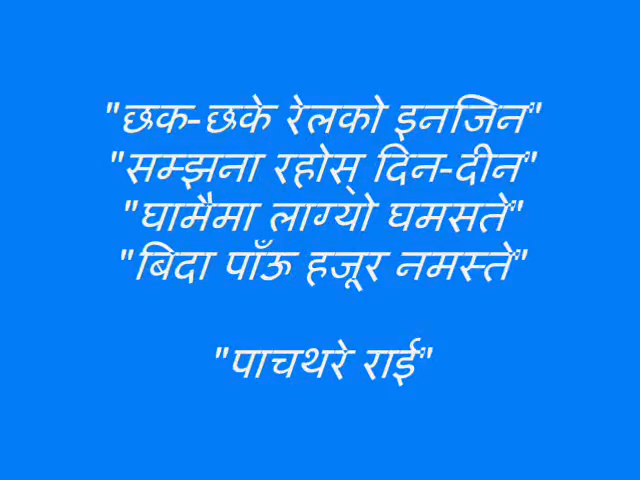 "छक-छके रेलको इनजिन"
"सम्झना रहोस् दिन-दीन"
"घामैमा लाग्यो घमसते"
"बिदा पाँऊ हजूर नमस्ते"
"पाचथरे राई"